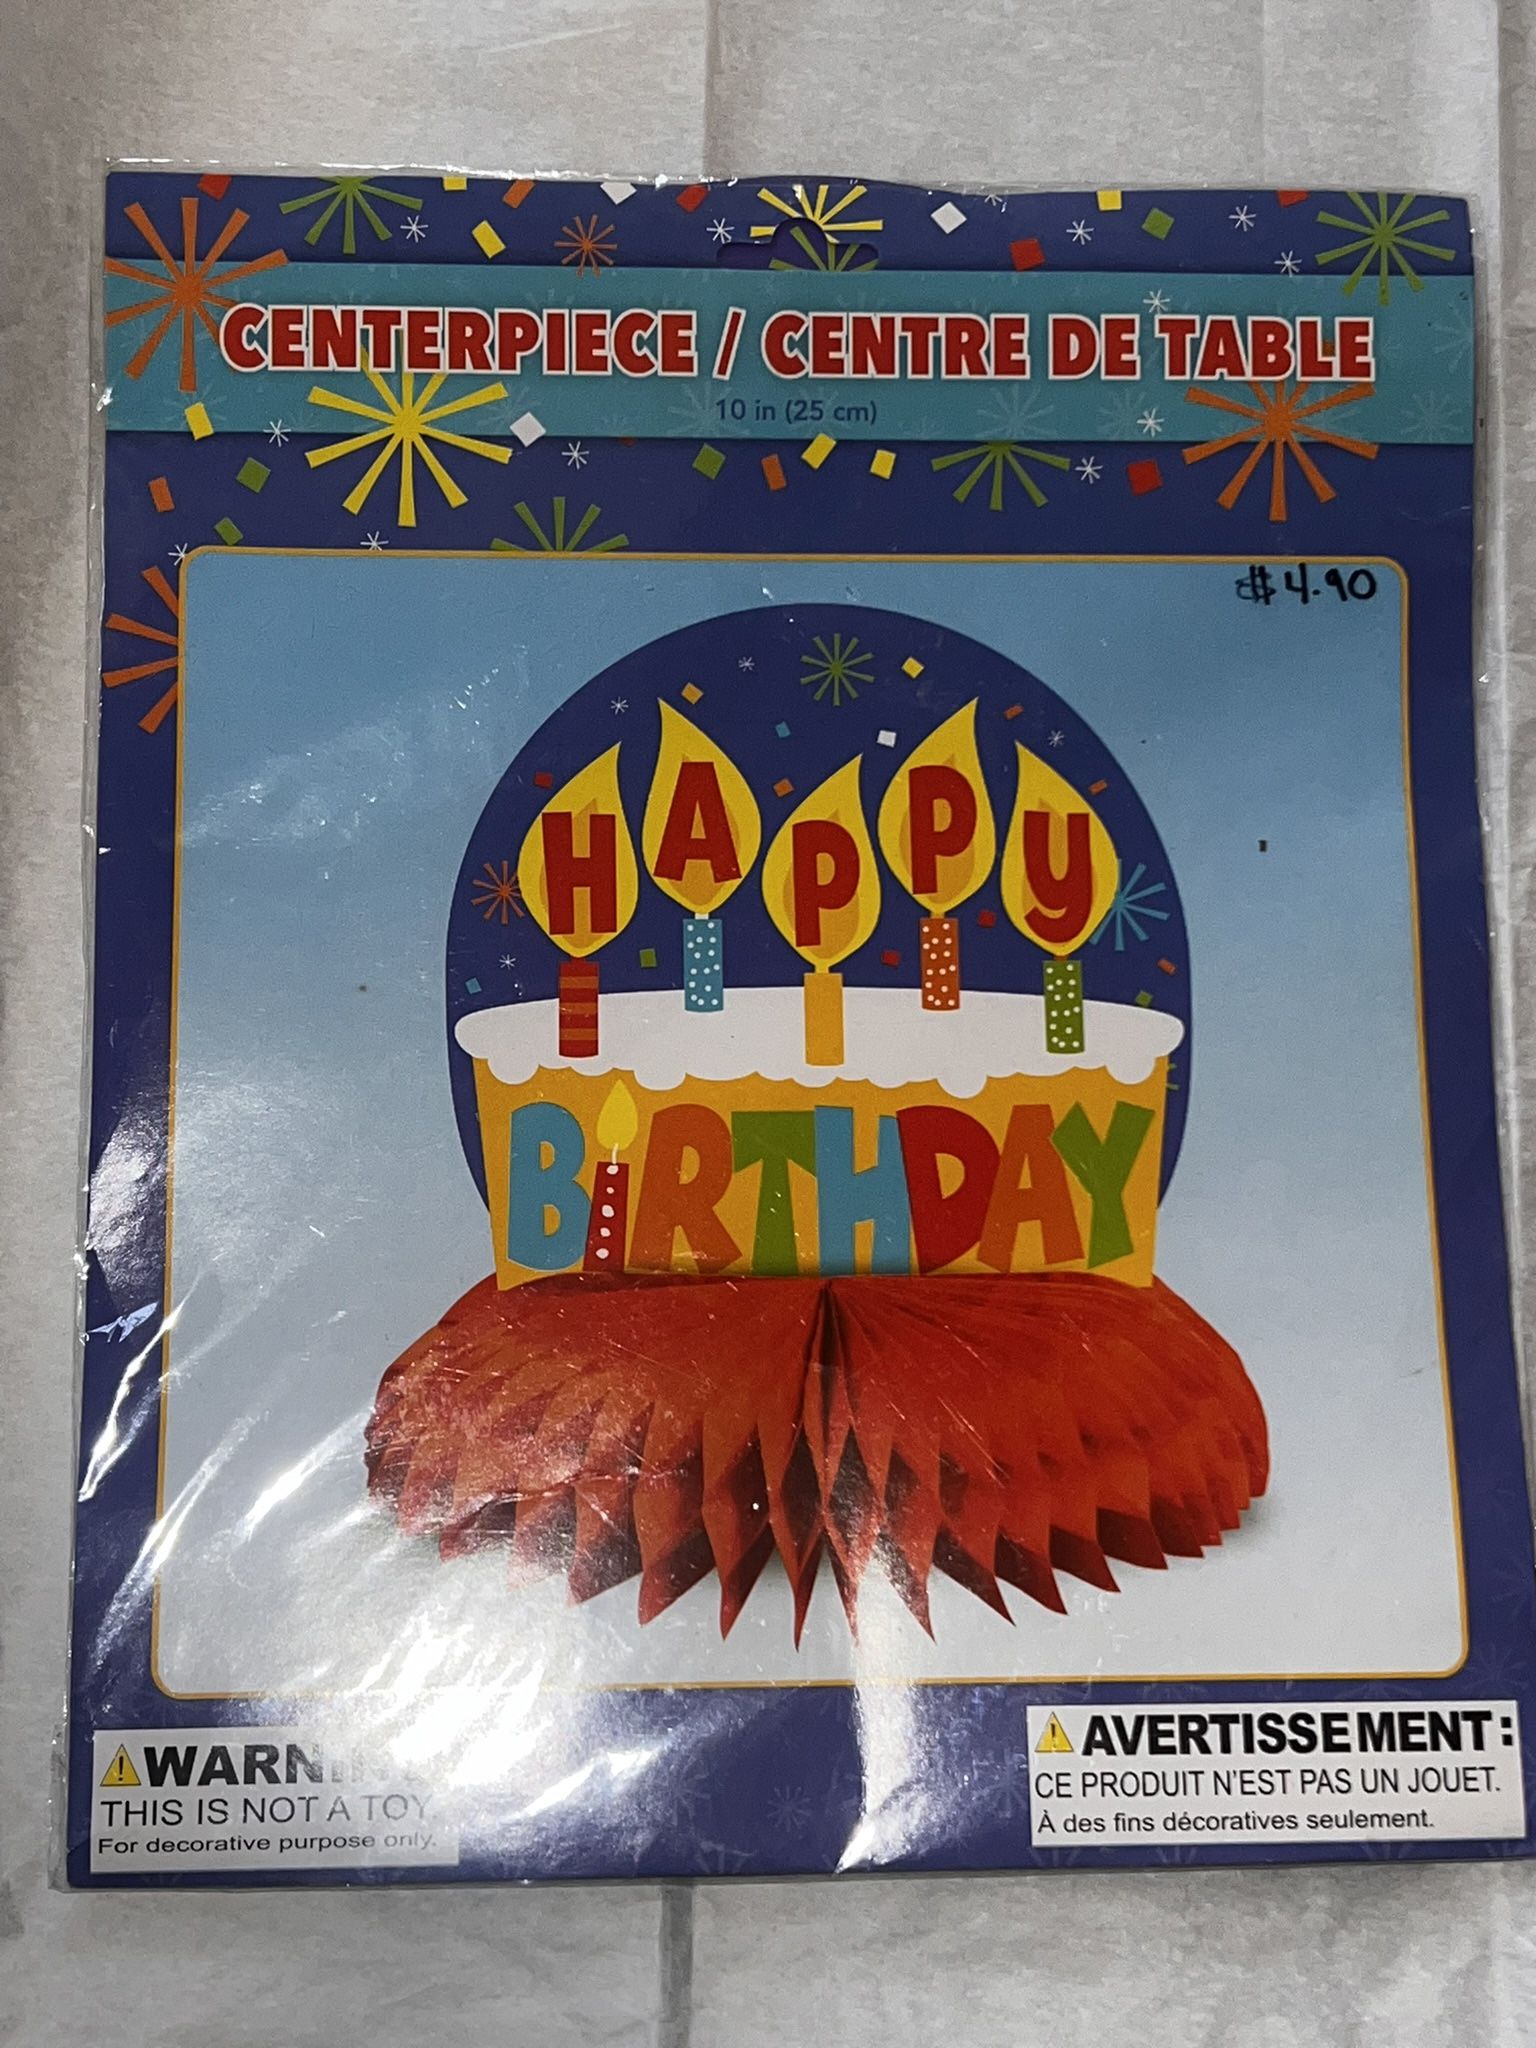 CENTERPIECE / CENTRE DE TABLE
10 in (25 cm)
$4.90
HAPPY
BiRTHDAY
WARNING
THIS IS NOT A TOY.
For decorative purpose only.
AVERTISSEMENT:
CE PRODUIT N'EST PAS UN JOUET.
À des fins décoratives seulement.